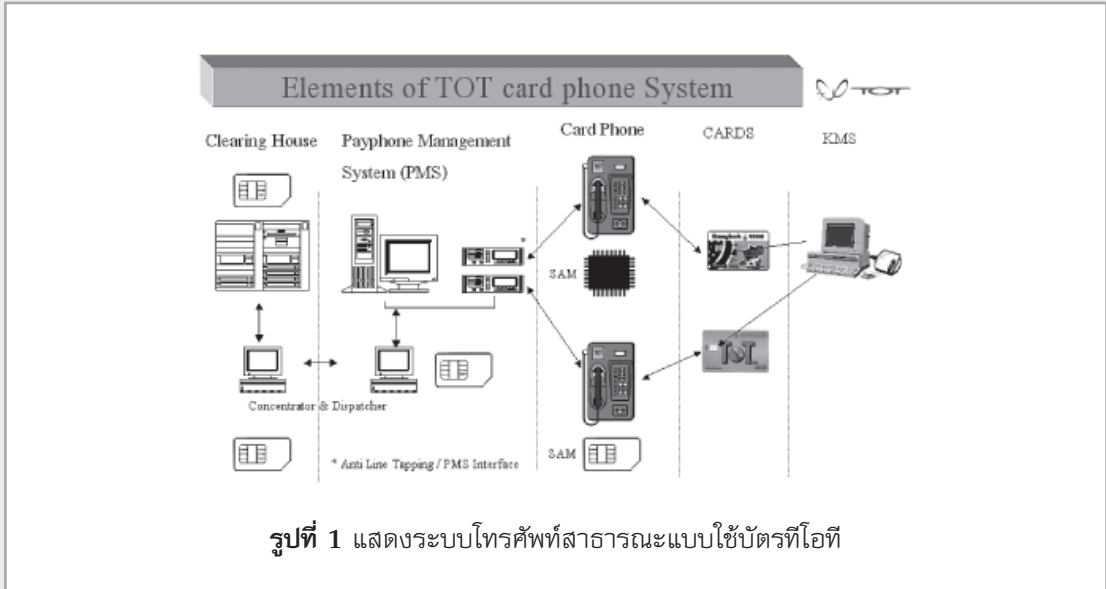 Elements of TOT card phone System
TOT
Clearing House
Payphone Management
System (PMS)
Card Phone
CARDS
KMS
*
SAM
TOT
Concentrator & Dispatcher
* Anti Line Tapping / PMS Interface
SAM
รูปที่ 1 แสดงระบบโทรศัพท์สาธารณะแบบใช้บัตรทีโอที